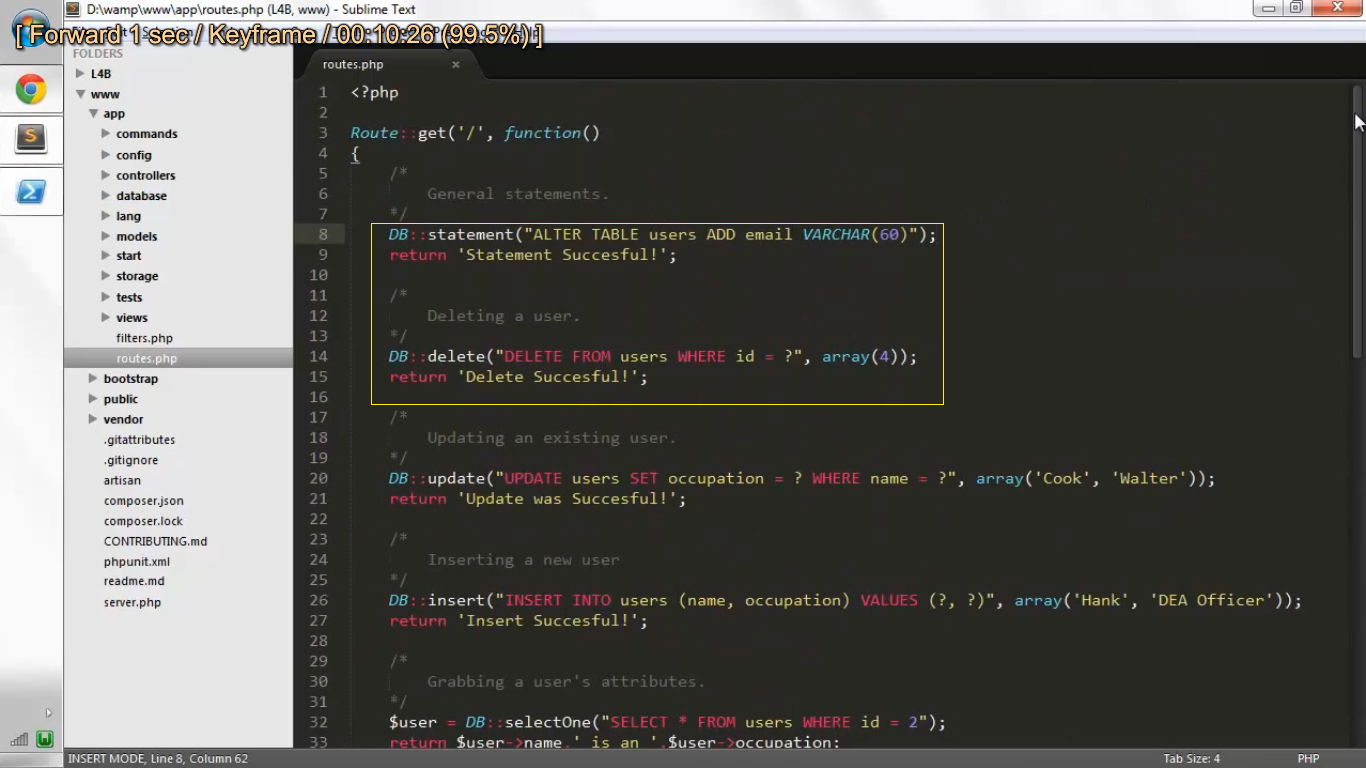 D:\wamp\www\app\routes.php (L4B, www) - Sublime Text
[ Forward 1 sec / Keyframe / 00:10:26 (99.5%) ]
FOLDERS
L4B
www
app
commands
config
controllers
database
lang
models
start
storage
tests
views
filters.php
routes.php
bootstrap
public
vendor
.gitattributes
.gitignore
artisan
composer.json
composer.lock
CONTRIBUTING.md
phpunit.xml
readme.md
server.php
routes.php ×
1 <?php
2
3 Route::get('/', function()
4 {
5 /*
6 General statements.
7 */
8 DB::statement("ALTER TABLE users ADD email VARCHAR(60)");
9 return 'Statement Succesful!';
10
11 /*
12 Deleting a user.
13 */
14 DB::delete("DELETE FROM users WHERE id = ?", array(4));
15 return 'Delete Succesful!';
16
17 /*
18 Updating an existing user.
19 */
20 DB::update("UPDATE users SET occupation = ? WHERE name = ?", array('Cook', 'Walter'));
21 return 'Update was Succesful!';
22
23 /*
24 Inserting a new user
25 */
26 DB::insert("INSERT INTO users (name, occupation) VALUES (?, ?)", array('Hank', 'DEA Officer'));
27 return 'Insert Succesful!';
28
29 /*
30 Grabbing a user's attributes.
31 */
32 $user = DB::selectOne("SELECT * FROM users WHERE id = 2");
33 return $user->name.' is an '.$user->occupation;
INSERT MODE, Line 8, Column 62
Tab Size: 4
PHP